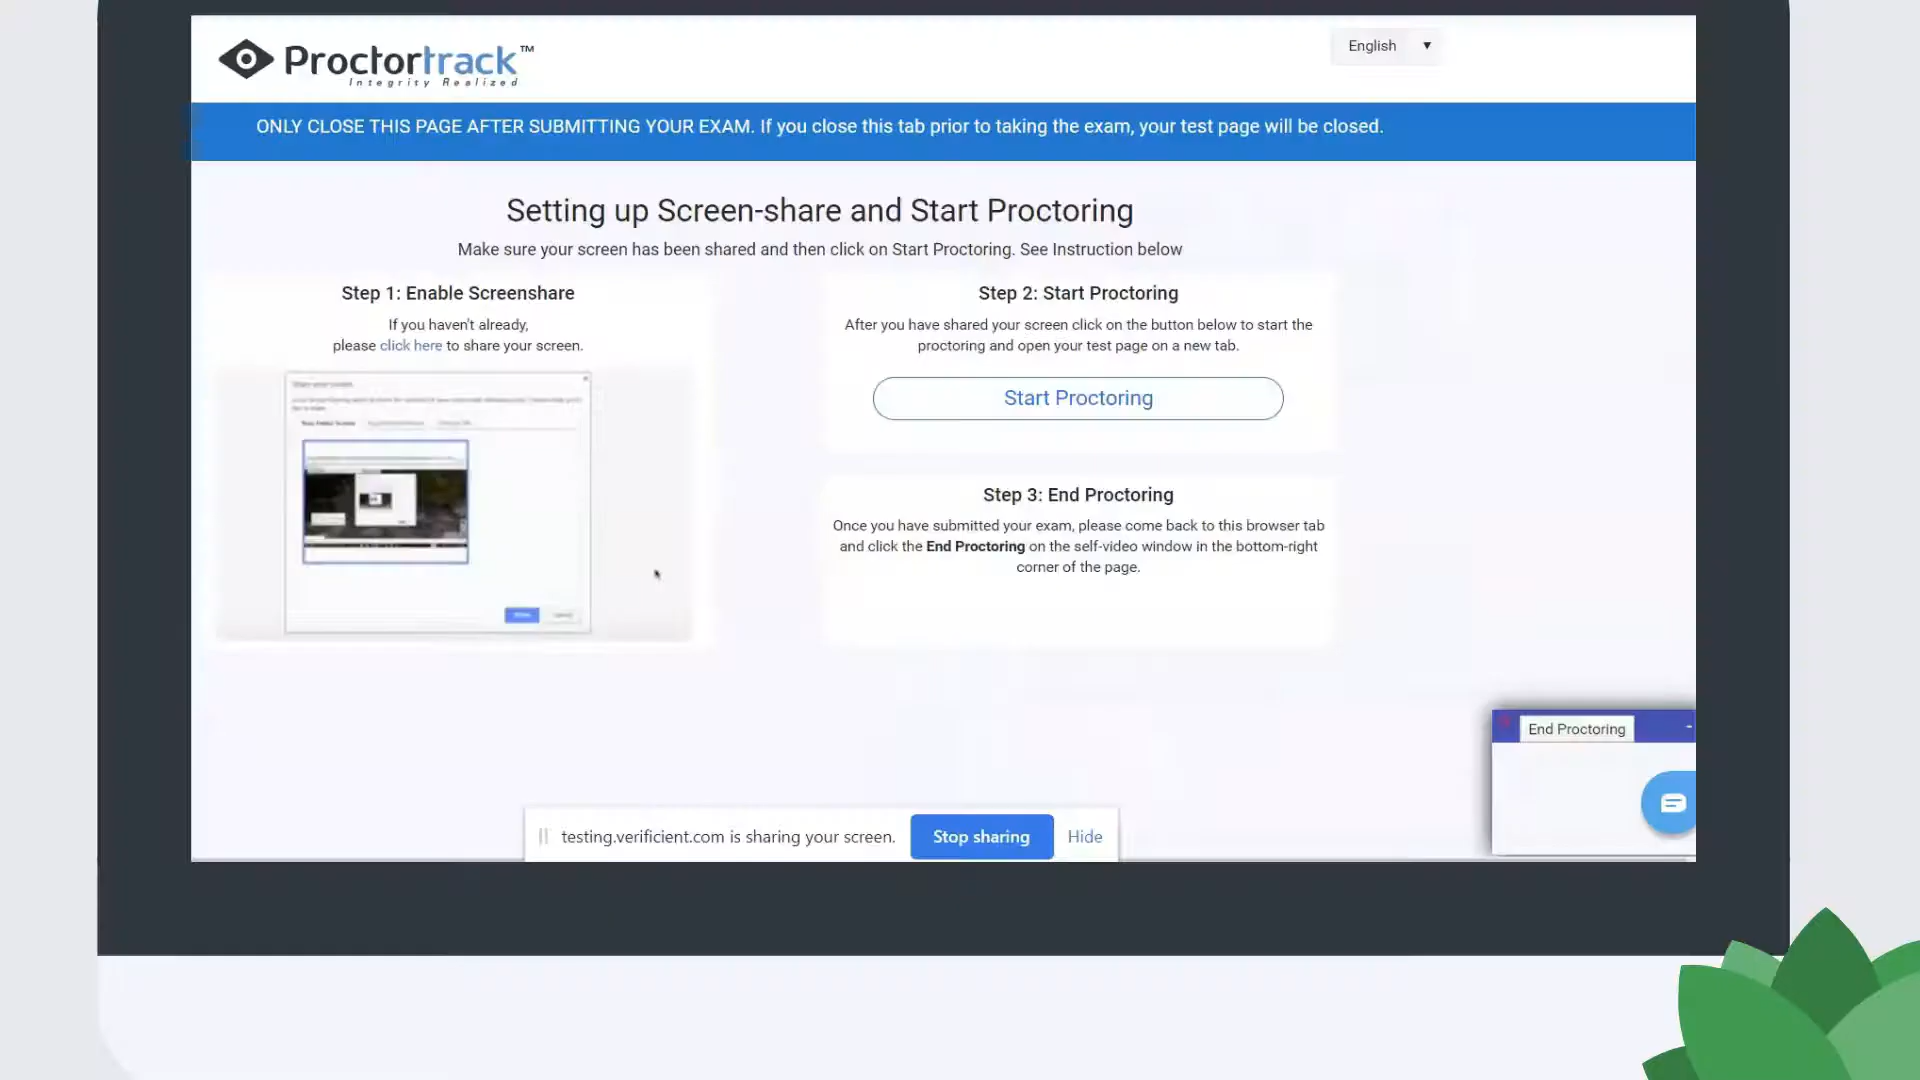 Proctortrack™
Integrity Realized
English
ONLY CLOSE THIS PAGE AFTER SUBMITTING YOUR EXAM. If you close this tab prior to taking the exam, your test page will be closed.
Setting up Screen-share and Start Proctoring
Make sure your screen has been shared and then click on Start Proctoring. See Instruction below
Step 1: Enable Screenshare
If you haven't already,
please click here to share your screen.
Step 2: Start Proctoring
After you have shared your screen click on the button below to start the
proctoring and open your test page on a new tab.
Start Proctoring
Step 3: End Proctoring
Once you have submitted your exam, please come back to this browser tab
and click the End Proctoring on the self-video window in the bottom-right
corner of the page.
End Proctoring
testing.verificient.com is sharing your screen.
Stop sharing
Hide